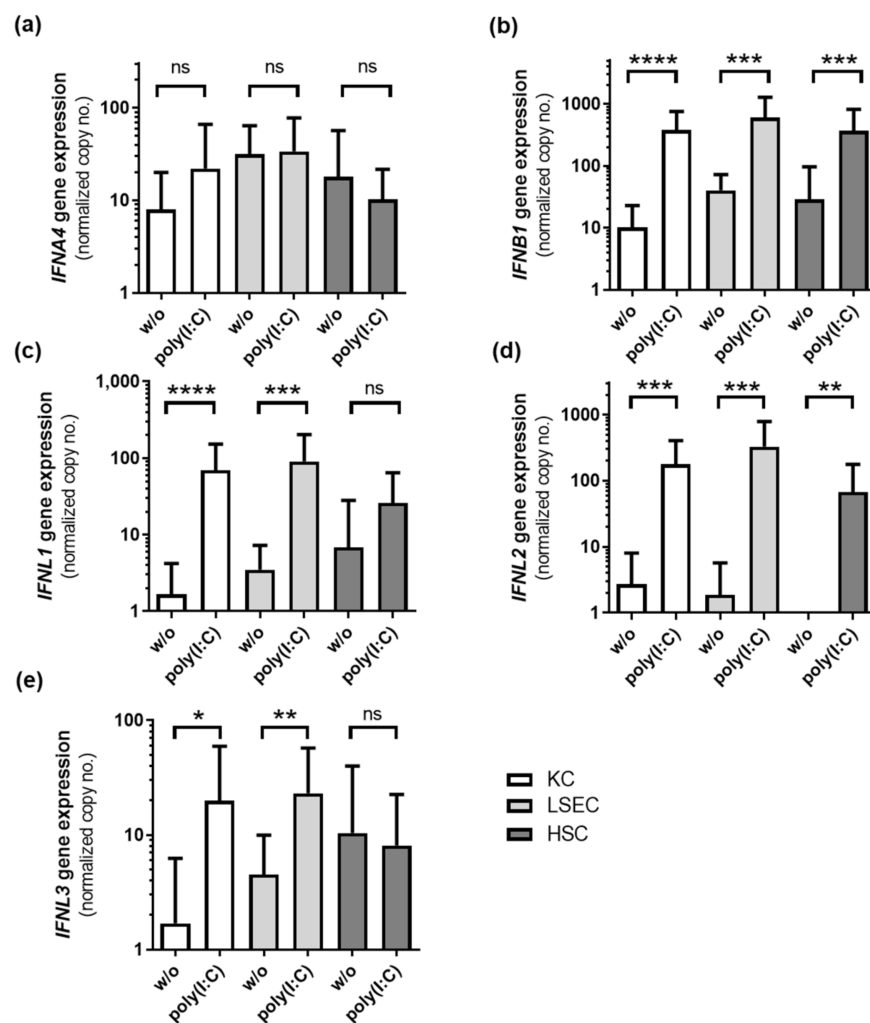 (a)
ns ns ns
IFNA4 gene expression
(normalized copy no.)
100
10
1
w/o poly(I:C) w/o poly(I:C) w/o poly(I:C)
(b)
**** *** ***
IFNB1 gene expression
(normalized copy no.)
1000
100
10
1
w/o poly(I:C) w/o poly(I:C) w/o poly(I:C)
(c)
**** *** ns
IFNL1 gene expression
(normalized copy no.)
1,000
100
10
1
w/o poly(I:C) w/o poly(I:C) w/o poly(I:C)
(d)
*** *** **
IFNL2 gene expression
(normalized copy no.)
1000
100
10
1
w/o poly(I:C) w/o poly(I:C) w/o poly(I:C)
(e)
* ** ns
IFNL3 gene expression
(normalized copy no.)
100
10
1
w/o poly(I:C) w/o poly(I:C) w/o poly(I:C)
KC
LSEC
HSC